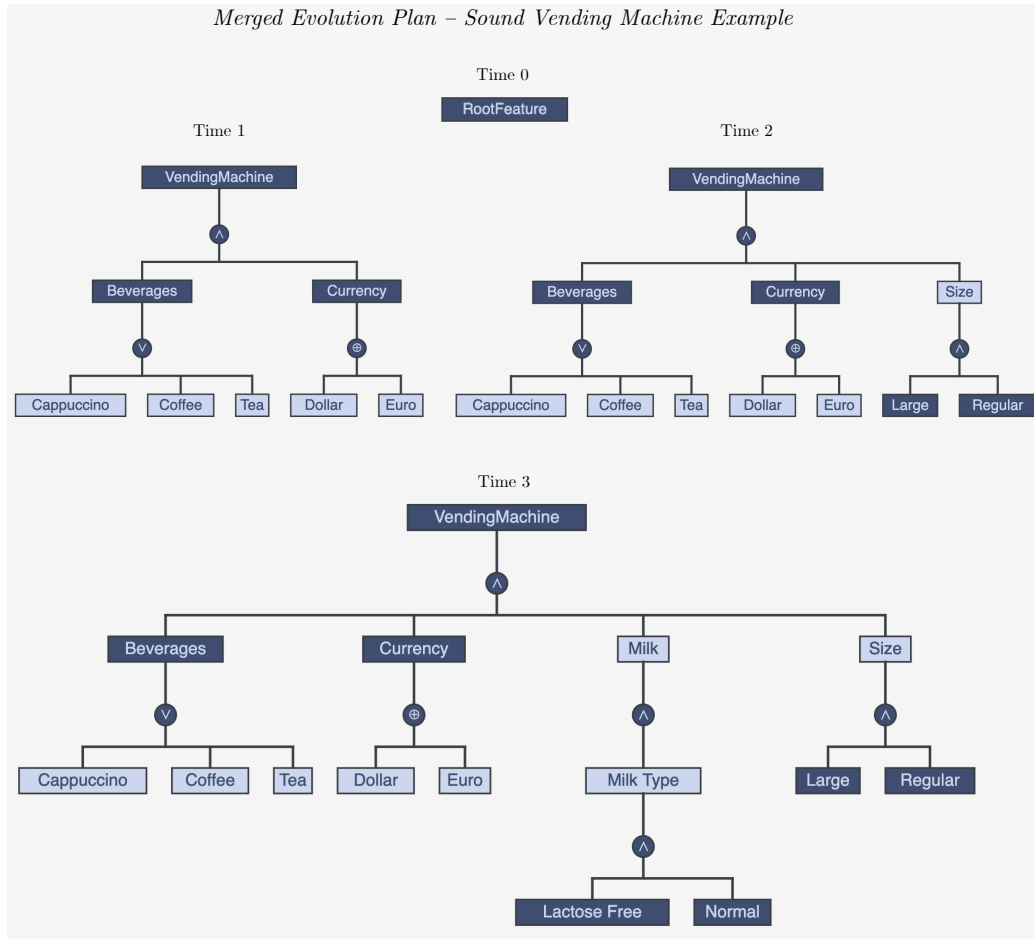 Merged Evolution Plan – Sound Vending Machine Example
Time 0
RootFeature
Time 1
VendingMachine
∧
Beverages Currency
∨ ⊕
Cappuccino Coffee Tea Dollar Euro
Time 2
VendingMachine
∧
Beverages Currency Size
∨ ⊕ ∧
Cappuccino Coffee Tea Dollar Euro Large Regular
Time 3
VendingMachine
∧
Beverages Currency Milk Size
∨ ⊕ ∧ ∧
Cappuccino Coffee Tea Dollar Euro Milk Type Large Regular
∧
Lactose Free Normal